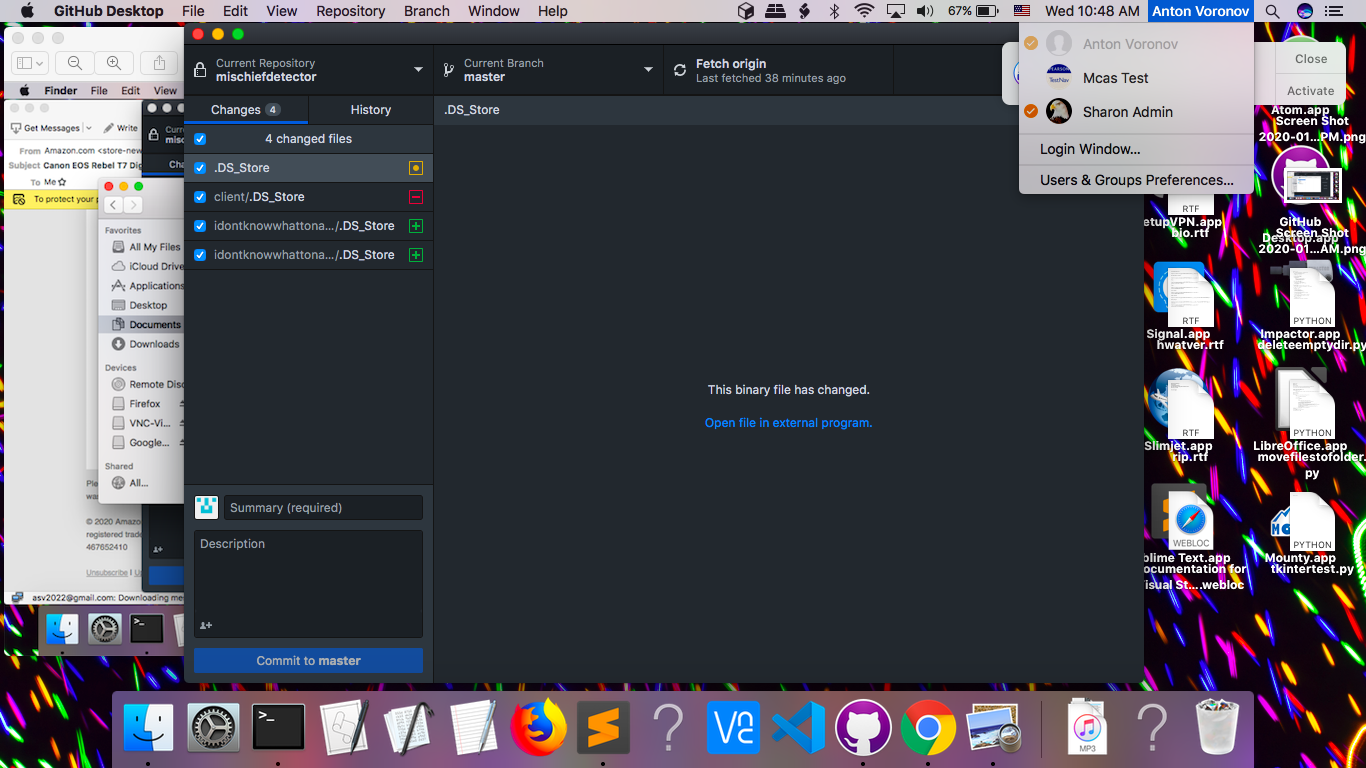 GitHub Desktop File Edit View Repository Branch Window Help 67% Wed 10:48 AM Anton Voronov
Anton Voronov
Mcas Test
Sharon Admin
Login Window...
Users & Groups Preferences...
Close
Activate
Finder File Edit View
Get Messages Write
From Amazon.com <store-new
Subject Canon EOS Rebel T7 Dig
To Me
To protect your p
Favorites
All My Files
iCloud Drive
Applications
Desktop
Documents
Downloads
Devices
Remote Disc
Firefox
VNC-Vi...
Google...
Shared
All...
© 2020 Amazo
registered trade
467652410
Unsubscribe | U
asv2022@gmail.com: Downloading mes
Current Repository
mischiefdetector
Current Branch
master
Fetch origin
Last fetched 38 minutes ago
Changes 4
History
.DS_Store
4 changed files
.DS_Store
client/.DS_Store
idontknowwhattona.../.DS_Store
idontknowwhattona.../.DS_Store
This binary file has changed.
Open file in external program.
Summary (required)
Description
Commit to master
Atom.app
Screen Shot
2020-01...PM.png
RTF
etupVPN.app
bio.rtf
GitHub
Screen Shot
Desktop.app
2020-01...AM.png
RTF
Signal.app
hwatver.rtf
PYTHON
Impactor.app
deleteemptydir.py
RTF
Slimjet.app
rip.rtf
PYTHON
LibreOffice.app
movefilestofolder.
py
WEBLOC
blime Text.app
ocumentation for
isual St....webloc
PYTHON
Mounty.app
tkintertest.py
MP3